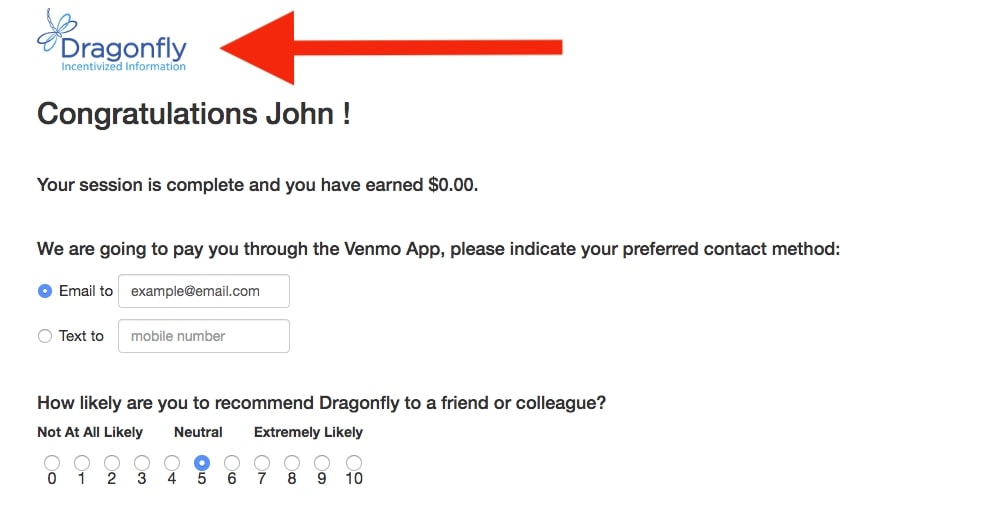 Dragonfly
Incentivized Information
Congratulations John !
Your session is complete and you have earned $0.00.
We are going to pay you through the Venmo App, please indicate your preferred contact method:
Email to example@email.com
Text to mobile number
How likely are you to recommend Dragonfly to a friend or colleague?
Not At All Likely Neutral Extremely Likely
0 1 2 3 4 5 6 7 8 9 10